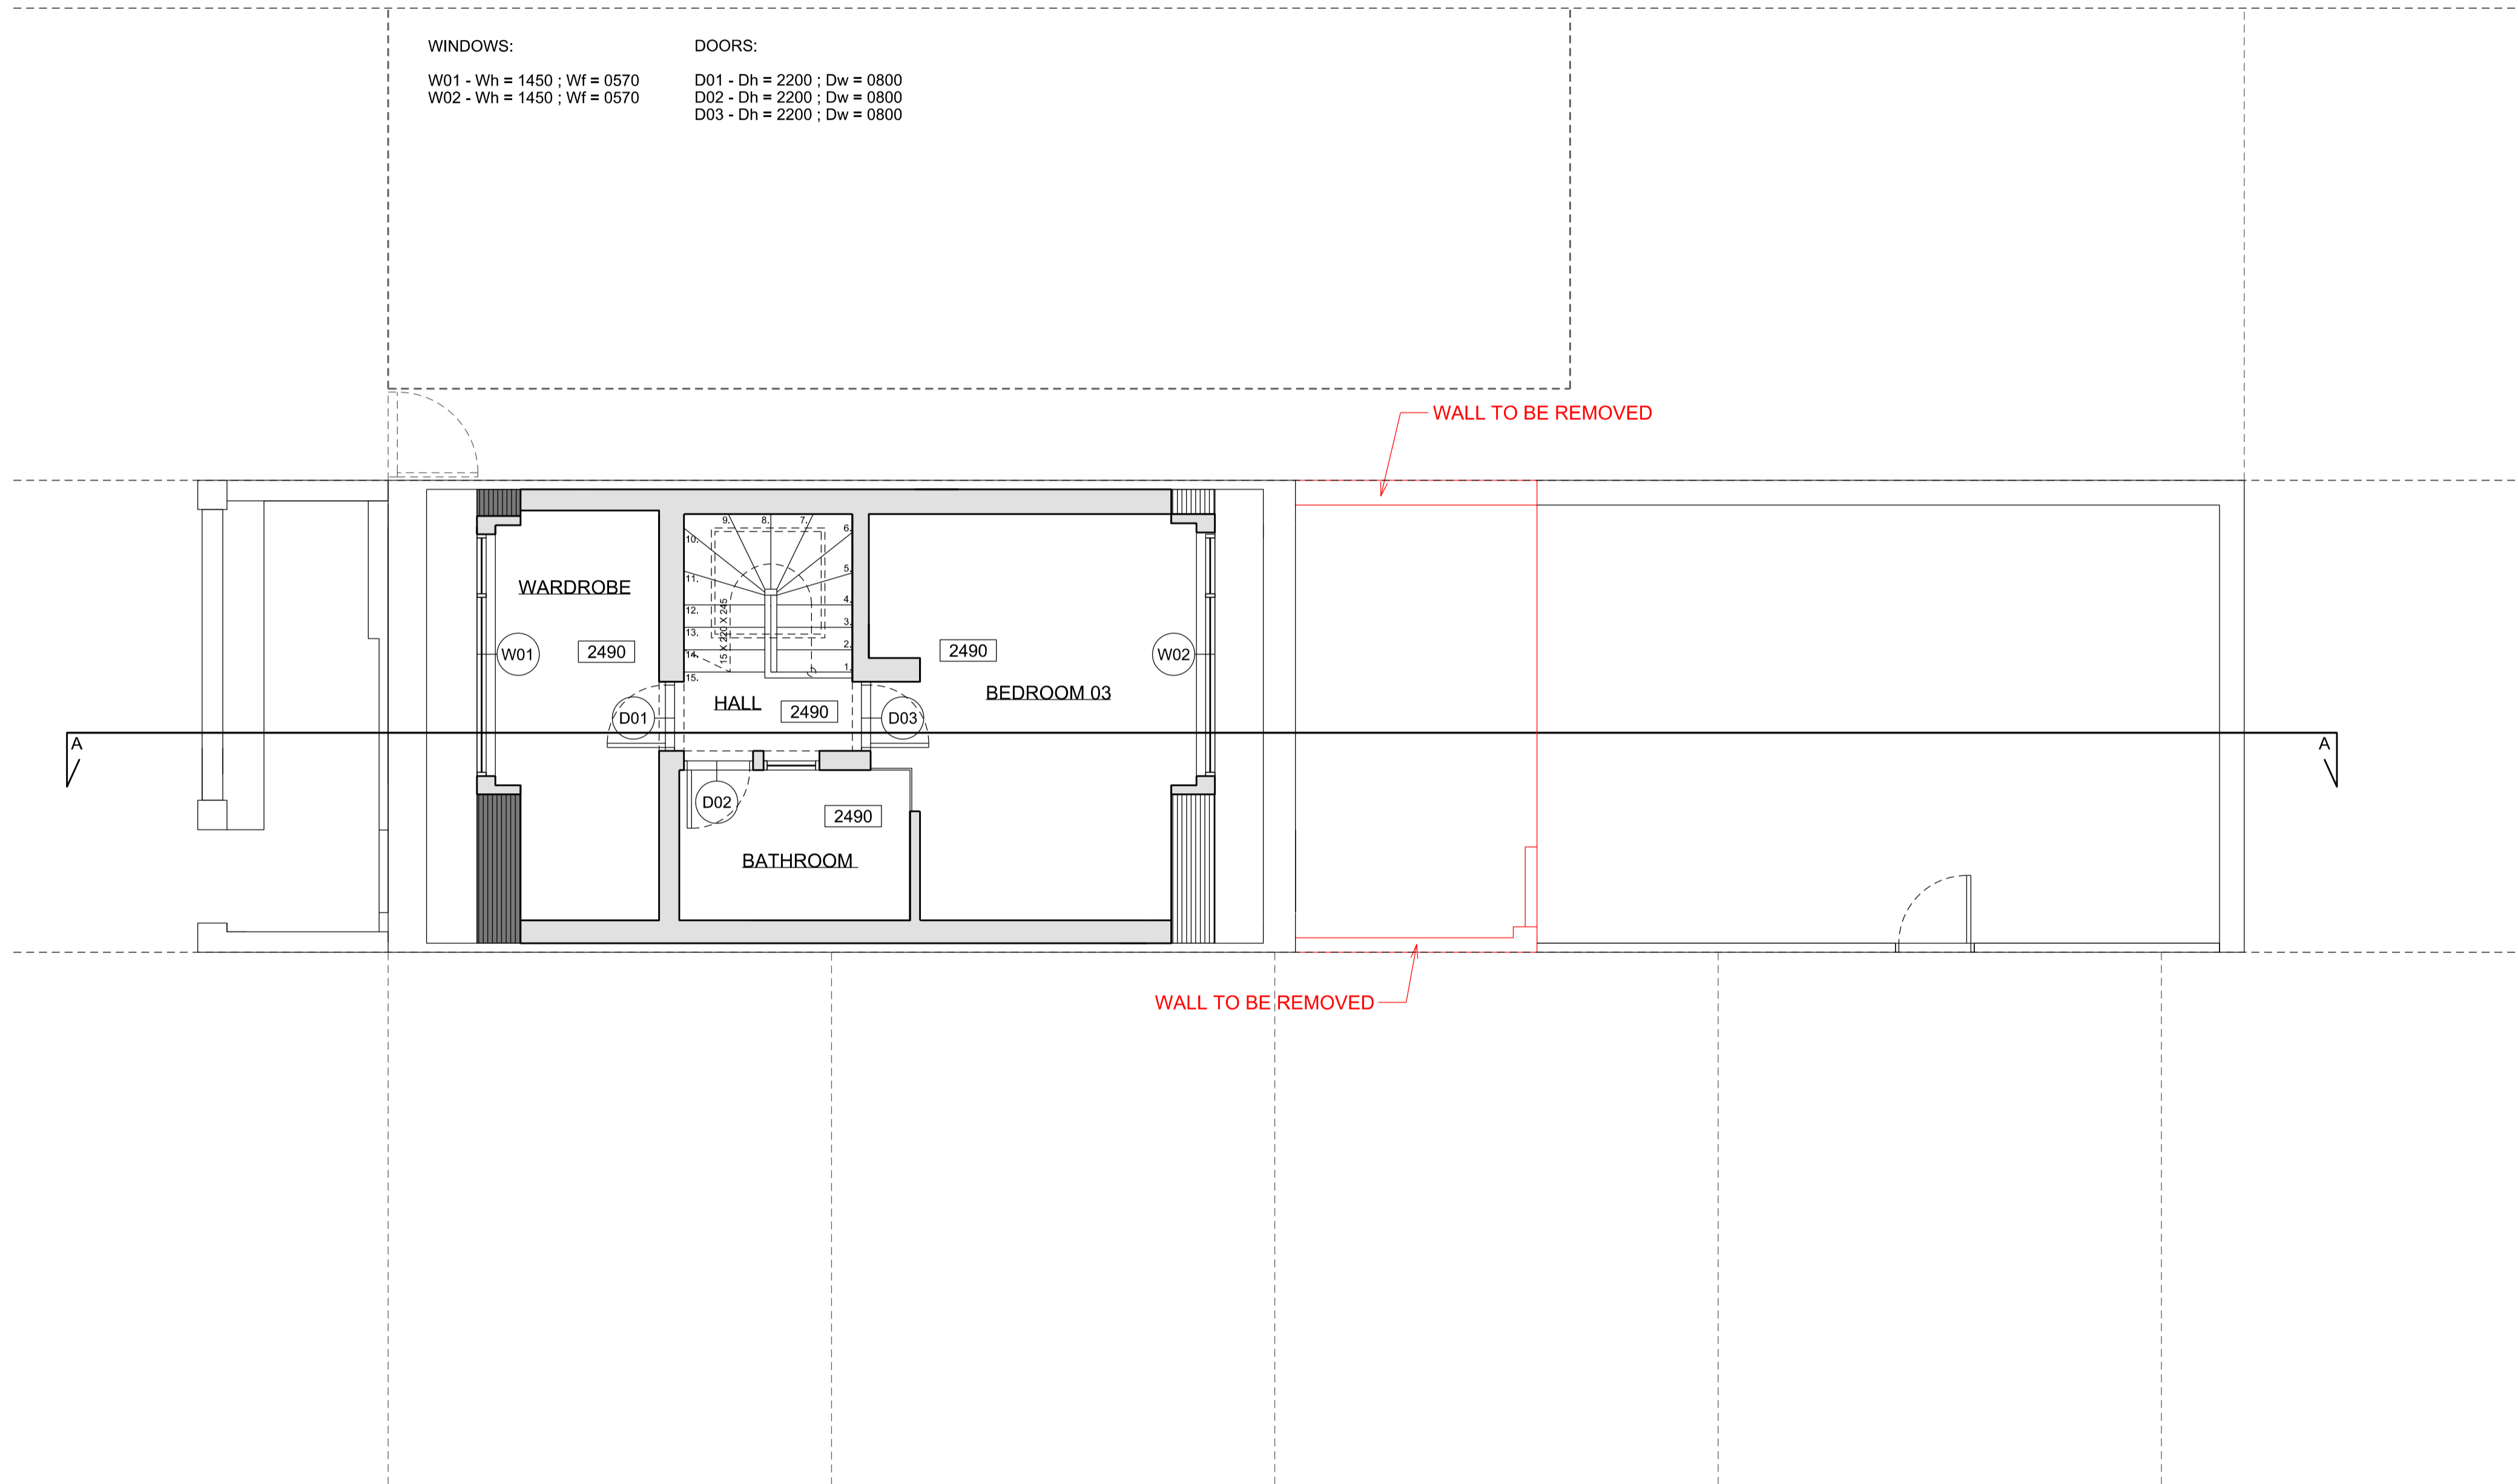 WINDOWS:
W01 - Wh = 1450 ; Wf = 0570
W02 - Wh = 1450 ; Wf = 0570
DOORS:
D01 - Dh = 2200 ; Dw = 0800
D02 - Dh = 2200 ; Dw = 0800
D03 - Dh = 2200 ; Dw = 0800
WALL TO BE REMOVED
9.
8.
7.
6.
10.
5.
11.
4.
12.
3.
13.
2.
14.
1.
15.
15 X 220 X 245
WARDROBE
W01
2490
2490
W02
BEDROOM 03
HALL
2490
D01
D03
A
A
D02
2490
BATHROOM
WALL TO BE REMOVED